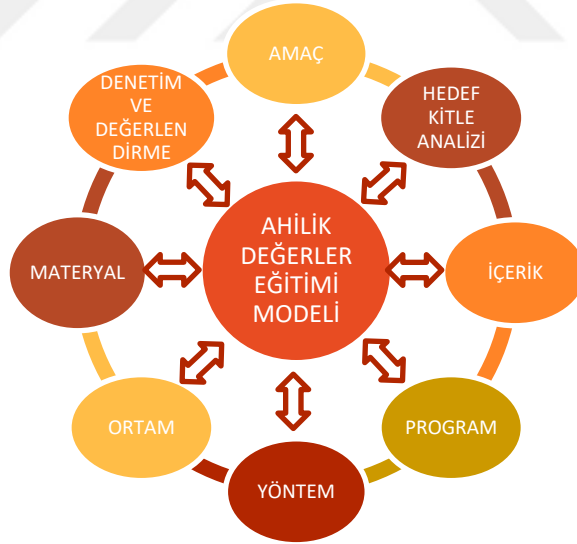 AMAÇ
HEDEF
KİTLE
ANALİZİ
İÇERİK
PROGRAM
YÖNTEM
ORTAM
MATERYAL
DENETİM
VE
DEĞERLEN
DİRME
AHİLİK
DEĞERLER
EĞİTİMİ
MODELİ